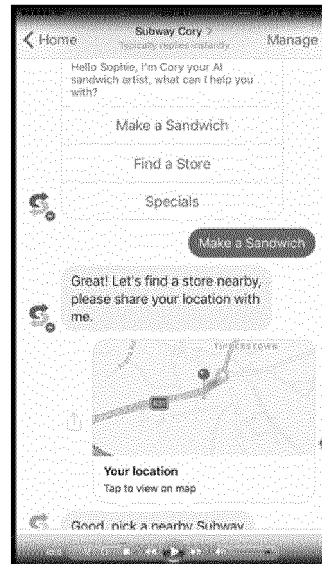 Subway Cory
Home
Manage
Typically replies instantly
Hello Sophie, I'm Cory your AI
sandwich artist, what can I help you
with?
Make a Sandwich
Find a Store
Specials
Make a Sandwich
Great! Let's find a store nearby,
please share your location with
me.
Your location
Tap to view on map
Good, pick a nearby Subway